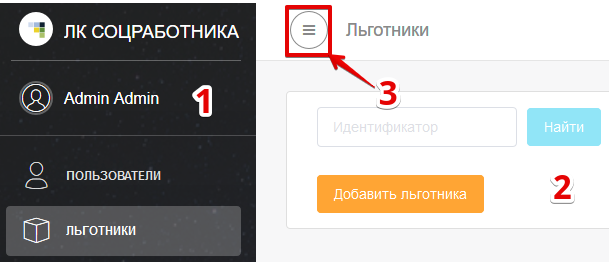 ЛК СОЦРАБОТНИКА
Admin Admin
1
ПОЛЬЗОВАТЕЛИ
ЛЬГОТНИКИ
Льготники
3
Идентификатор
Найти
Добавить льготника
2